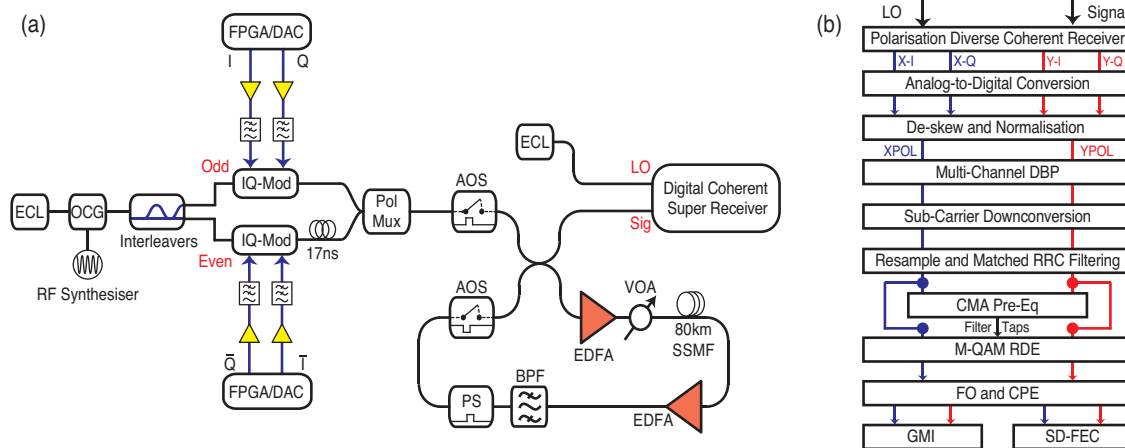 (a)
FPGA/DAC
I
Q
Odd
IQ-Mod
ECL
OCG
Interleavers
RF Synthesiser
Even
IQ-Mod
17ns
Q̅
I̅
FPGA/DAC
Pol
Mux
AOS
ECL
LO
Sig
Digital Coherent
Super Receiver
AOS
VOA
EDFA
80km
SSMF
PS
BPF
EDFA
(b)
LO
Signa
Polarisation Diverse Coherent Receiver
X-I
X-Q
Y-I
Y-Q
Analog-to-Digital Conversion
De-skew and Normalisation
XPOL
YPOL
Multi-Channel DBP
Sub-Carrier Downconversion
Resample and Matched RRC Filtering
CMA Pre-Eq
Filter Taps
M-QAM RDE
FO and CPE
GMI
SD-FEC